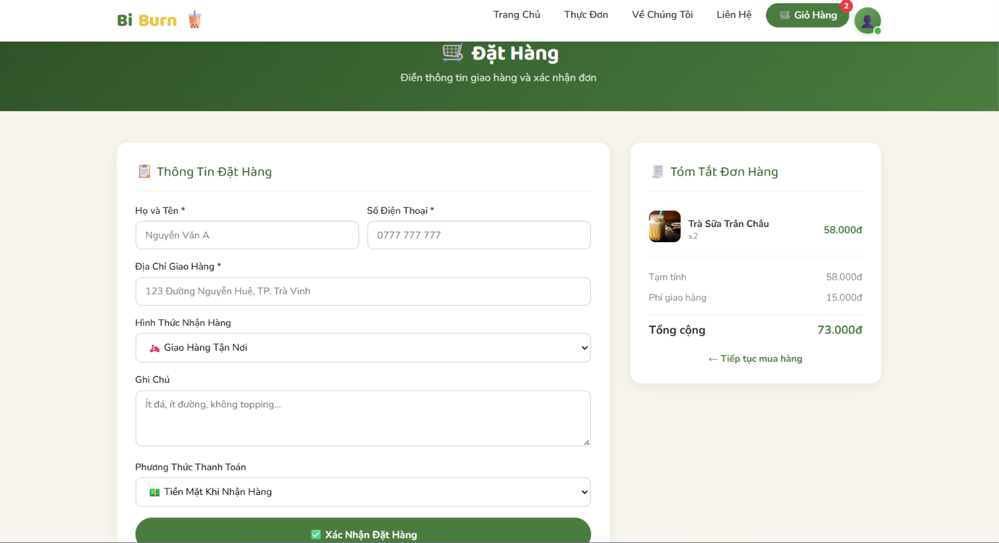 Bi Burn
Trang Chủ
Thực Đơn
Về Chúng Tôi
Liên Hệ
Giỏ Hàng
2
Đặt Hàng
Điền thông tin giao hàng và xác nhận đơn
Thông Tin Đặt Hàng
Họ và Tên *
Số Điện Thoại *
Nguyễn Văn A
0777 777 777
Địa Chỉ Giao Hàng *
123 Đường Nguyễn Huệ, TP. Trà Vinh
Hình Thức Nhận Hàng
Giao Hàng Tận Nơi
Ghi Chú
Ít đá, ít đường, không topping...
Phương Thức Thanh Toán
Tiền Mặt Khi Nhận Hàng
Xác Nhận Đặt Hàng
Tóm Tắt Đơn Hàng
Trà Sữa Trân Châu
x2
58.000đ
Tạm tính 58.000đ
Phí giao hàng 15.000đ
Tổng cộng 73.000đ
← Tiếp tục mua hàng